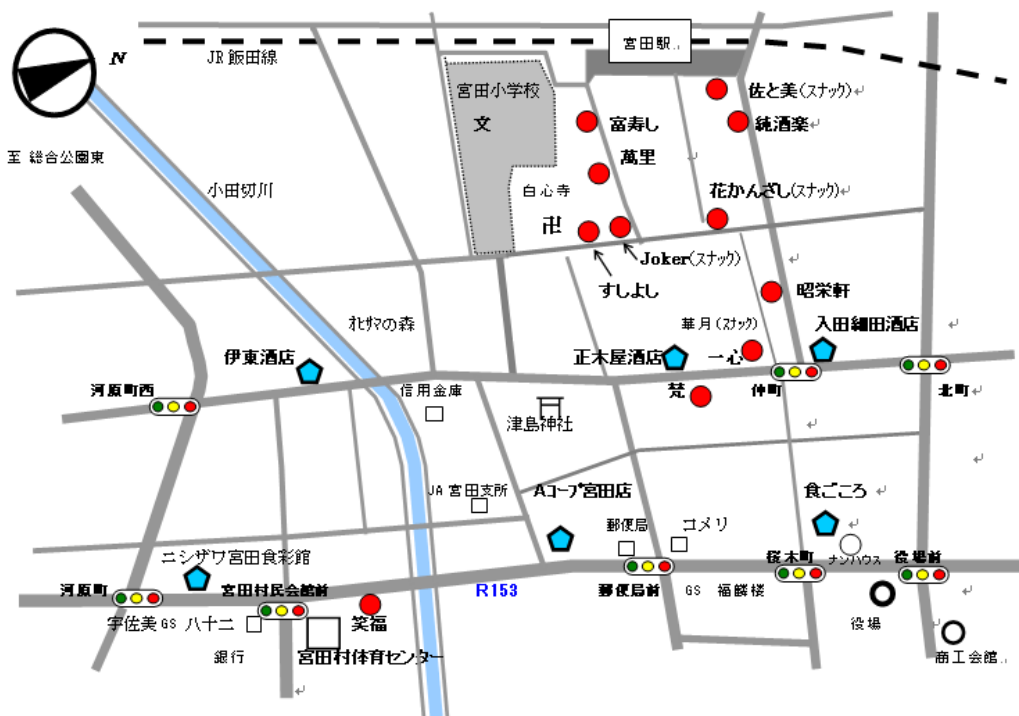 宮田駅
N
JR飯田線
宮田小学校
文
佐と美(スナック)
純酒楽
富寿し
萬里
至 総合公園東
小田切川
白心寺
卍
花かんざし(スナック)
Joker(スナック)
すしよし
昭栄軒
華月(スナック)
入田細田酒店
オヒサマの森
伊東酒店
正木屋酒店
一心
河原町西
信用金庫
梵
仲町
北町
津島神社
JA宮田支所
Aコープ宮田店
食ごころ
郵便局
コメリ
ナンハウス
役場前
ニシザワ宮田食彩館
桜木町
河原町
宮田村民会館前
R153
郵便局前
GS
福麟楼
役場
宇佐美GS
八十二
銀行
笑福
宮田村体育センター
商工会館